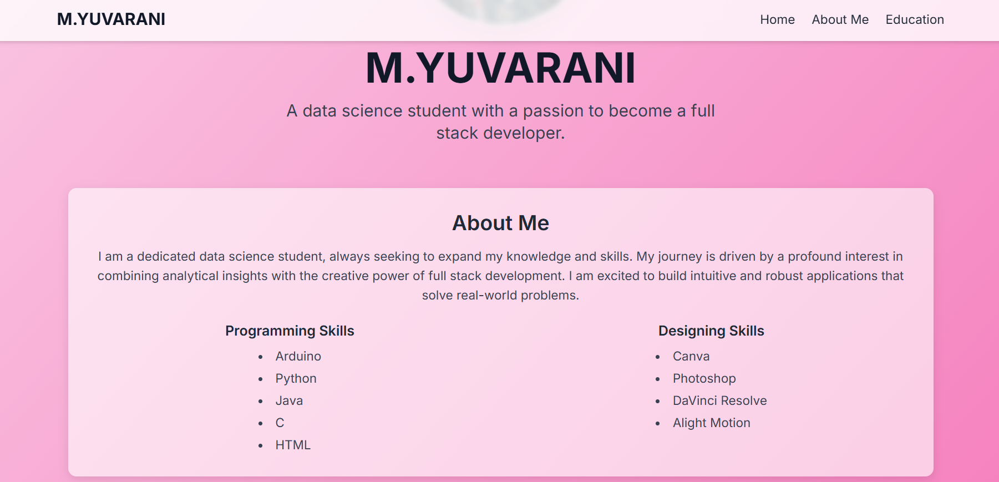 M.YUVARANI
Home About Me Education
M.YUVARANI
A data science student with a passion to become a full
stack developer.
About Me
I am a dedicated data science student, always seeking to expand my knowledge and skills. My journey is driven by a profound interest in
combining analytical insights with the creative power of full stack development. I am excited to build intuitive and robust applications that
solve real-world problems.
Programming Skills
• Arduino
• Python
• Java
• C
• HTML
Designing Skills
• Canva
• Photoshop
• DaVinci Resolve
• Alight Motion